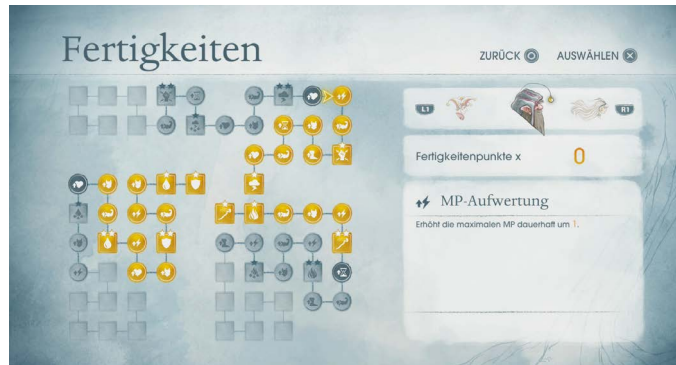 Fertigkeiten
ZURÜCK AUSWÄHLEN
L1 R1
Fertigkeitenpunkte x 0
MP-Aufwertung
Erhöht die maximalen MP dauerhaft um 1.